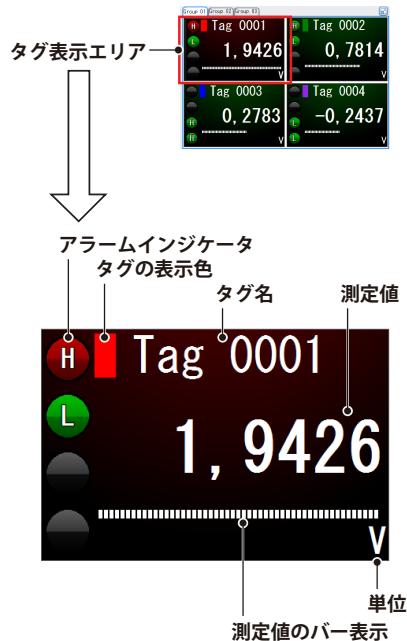 Group 01 Group 02 Group 03
H Tag 0001
Tag 0002
L
1,9426
0,7814
V
V
タグ表示エリア
Tag 0003
Tag 0004
0,2783
-0,2437
H
L
L
V
V
アラームインジケータ
タグの表示色
タグ名
測定値
H Tag 0001
L
1,9426
V
単位
測定値のバー表示